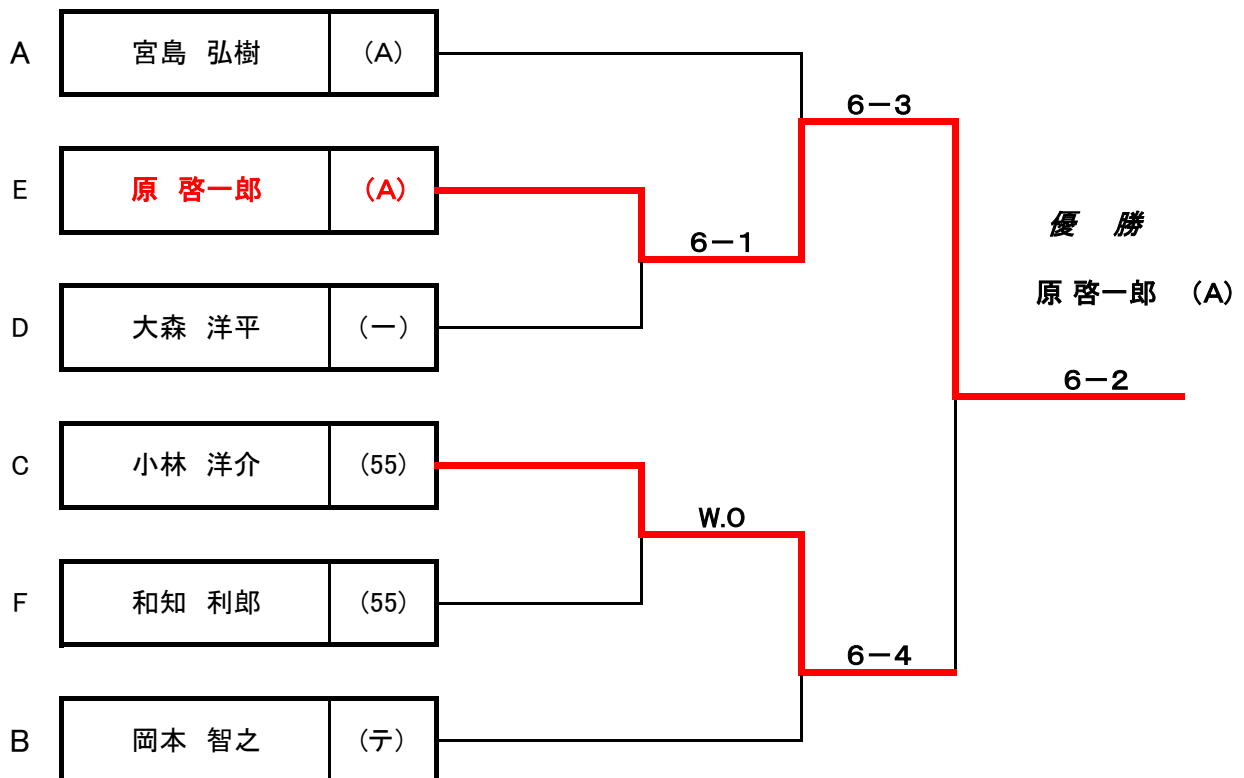 A 宮島 弘樹 (A)
6-3
E 原 啓一郎 (A)
6-1
優 勝
原 啓一郎 (A)
D 大森 洋平 (一)
6-2
C 小林 洋介 (55)
W.O
F 和知 利郎 (55)
6-4
B 岡本 智之 (テ)